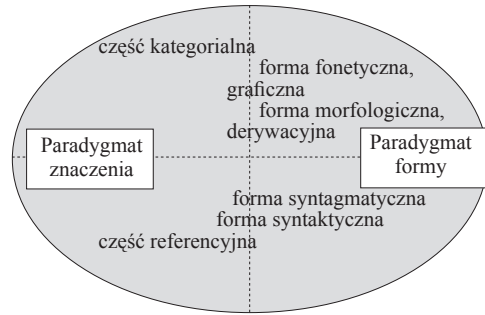 część kategorialna
forma fonetyczna,
graficzna
forma morfologiczna,
derywacyjna
Paradygmat
znaczenia
Paradygmat
formy
forma syntagmatyczna
forma syntaktyczna
część referencyjna